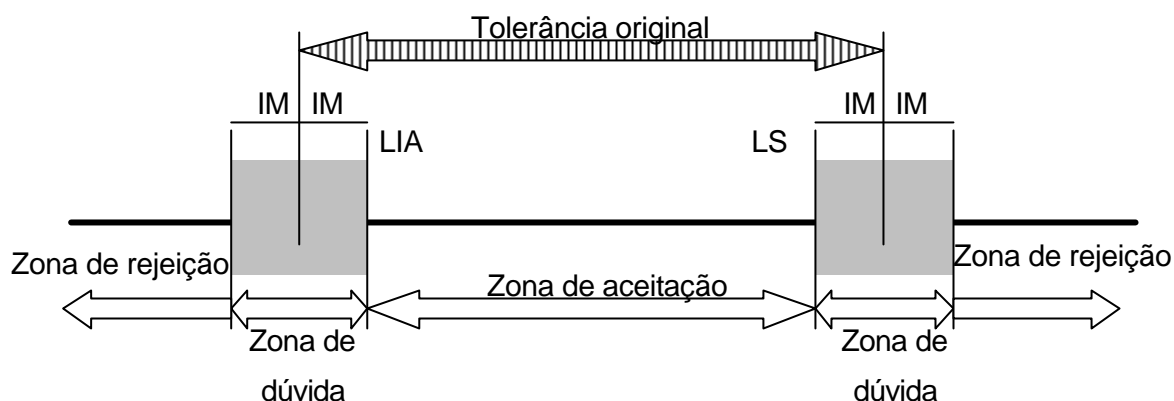 Tolerância original
IM IM
IM IM
LIA
LS
Zona de rejeição
Zona de aceitação
Zona de rejeição
Zona de
dúvida
Zona de
dúvida